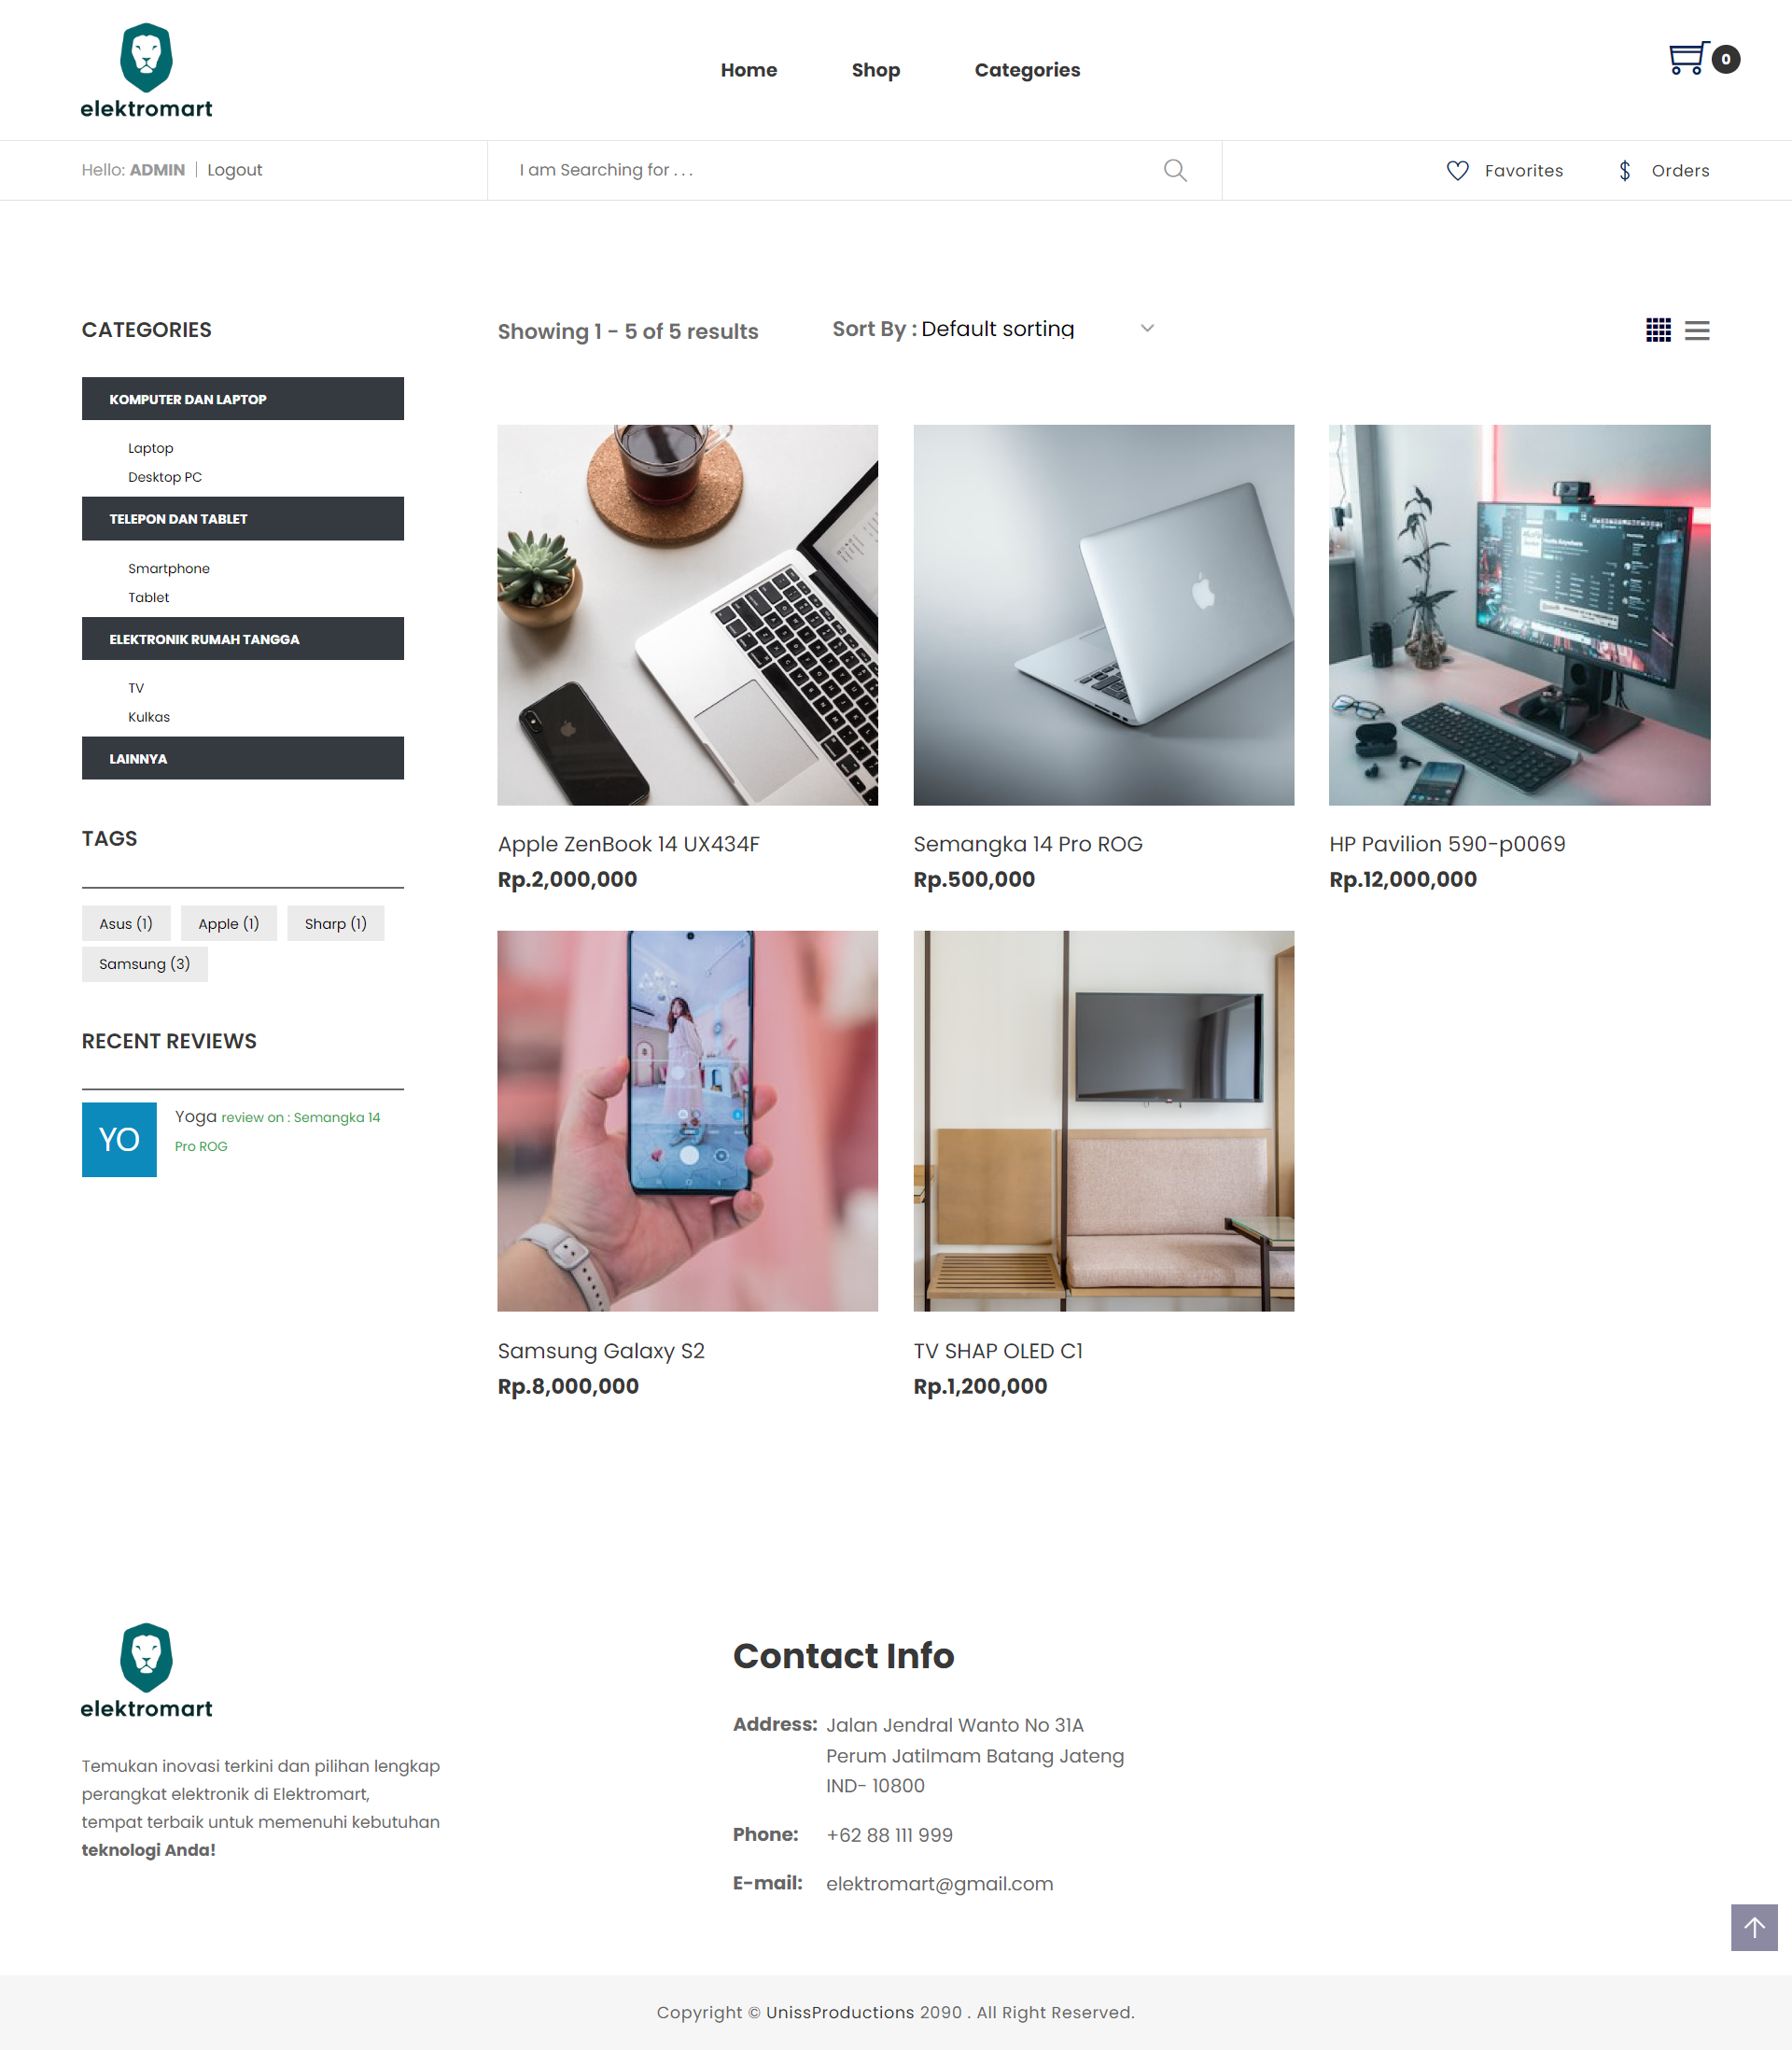 elektromart
Home Shop Categories
0
Hello: ADMIN | Logout
I am Searching for . . .
Favorites
Orders
CATEGORIES
KOMPUTER DAN LAPTOP
Laptop
Desktop PC
TELEPON DAN TABLET
Smartphone
Tablet
ELEKTRONIK RUMAH TANGGA
TV
Kulkas
LAINNYA
TAGS
Asus (1) Apple (1) Sharp (1)
Samsung (3)
RECENT REVIEWS
YO
Yoga review on : Semangka 14
Pro ROG
Showing 1 - 5 of 5 results
Sort By : Default sorting
Apple ZenBook 14 UX434F
Rp.2,000,000
Semangka 14 Pro ROG
Rp.500,000
HP Pavilion 590-p0069
Rp.12,000,000
Samsung Galaxy S2
Rp.8,000,000
TV SHAP OLED C1
Rp.1,200,000
elektromart
Temukan inovasi terkini dan pilihan lengkap
perangkat elektronik di Elektromart,
tempat terbaik untuk memenuhi kebutuhan
teknologi Anda!
Contact Info
Address: Jalan Jendral Wanto No 31A
Perum JatiImam Batang Jateng
IND- 10800
Phone: +62 88 111 999
E-mail: elektromart@gmail.com
Copyright © UnissProductions 2090 . All Right Reserved.